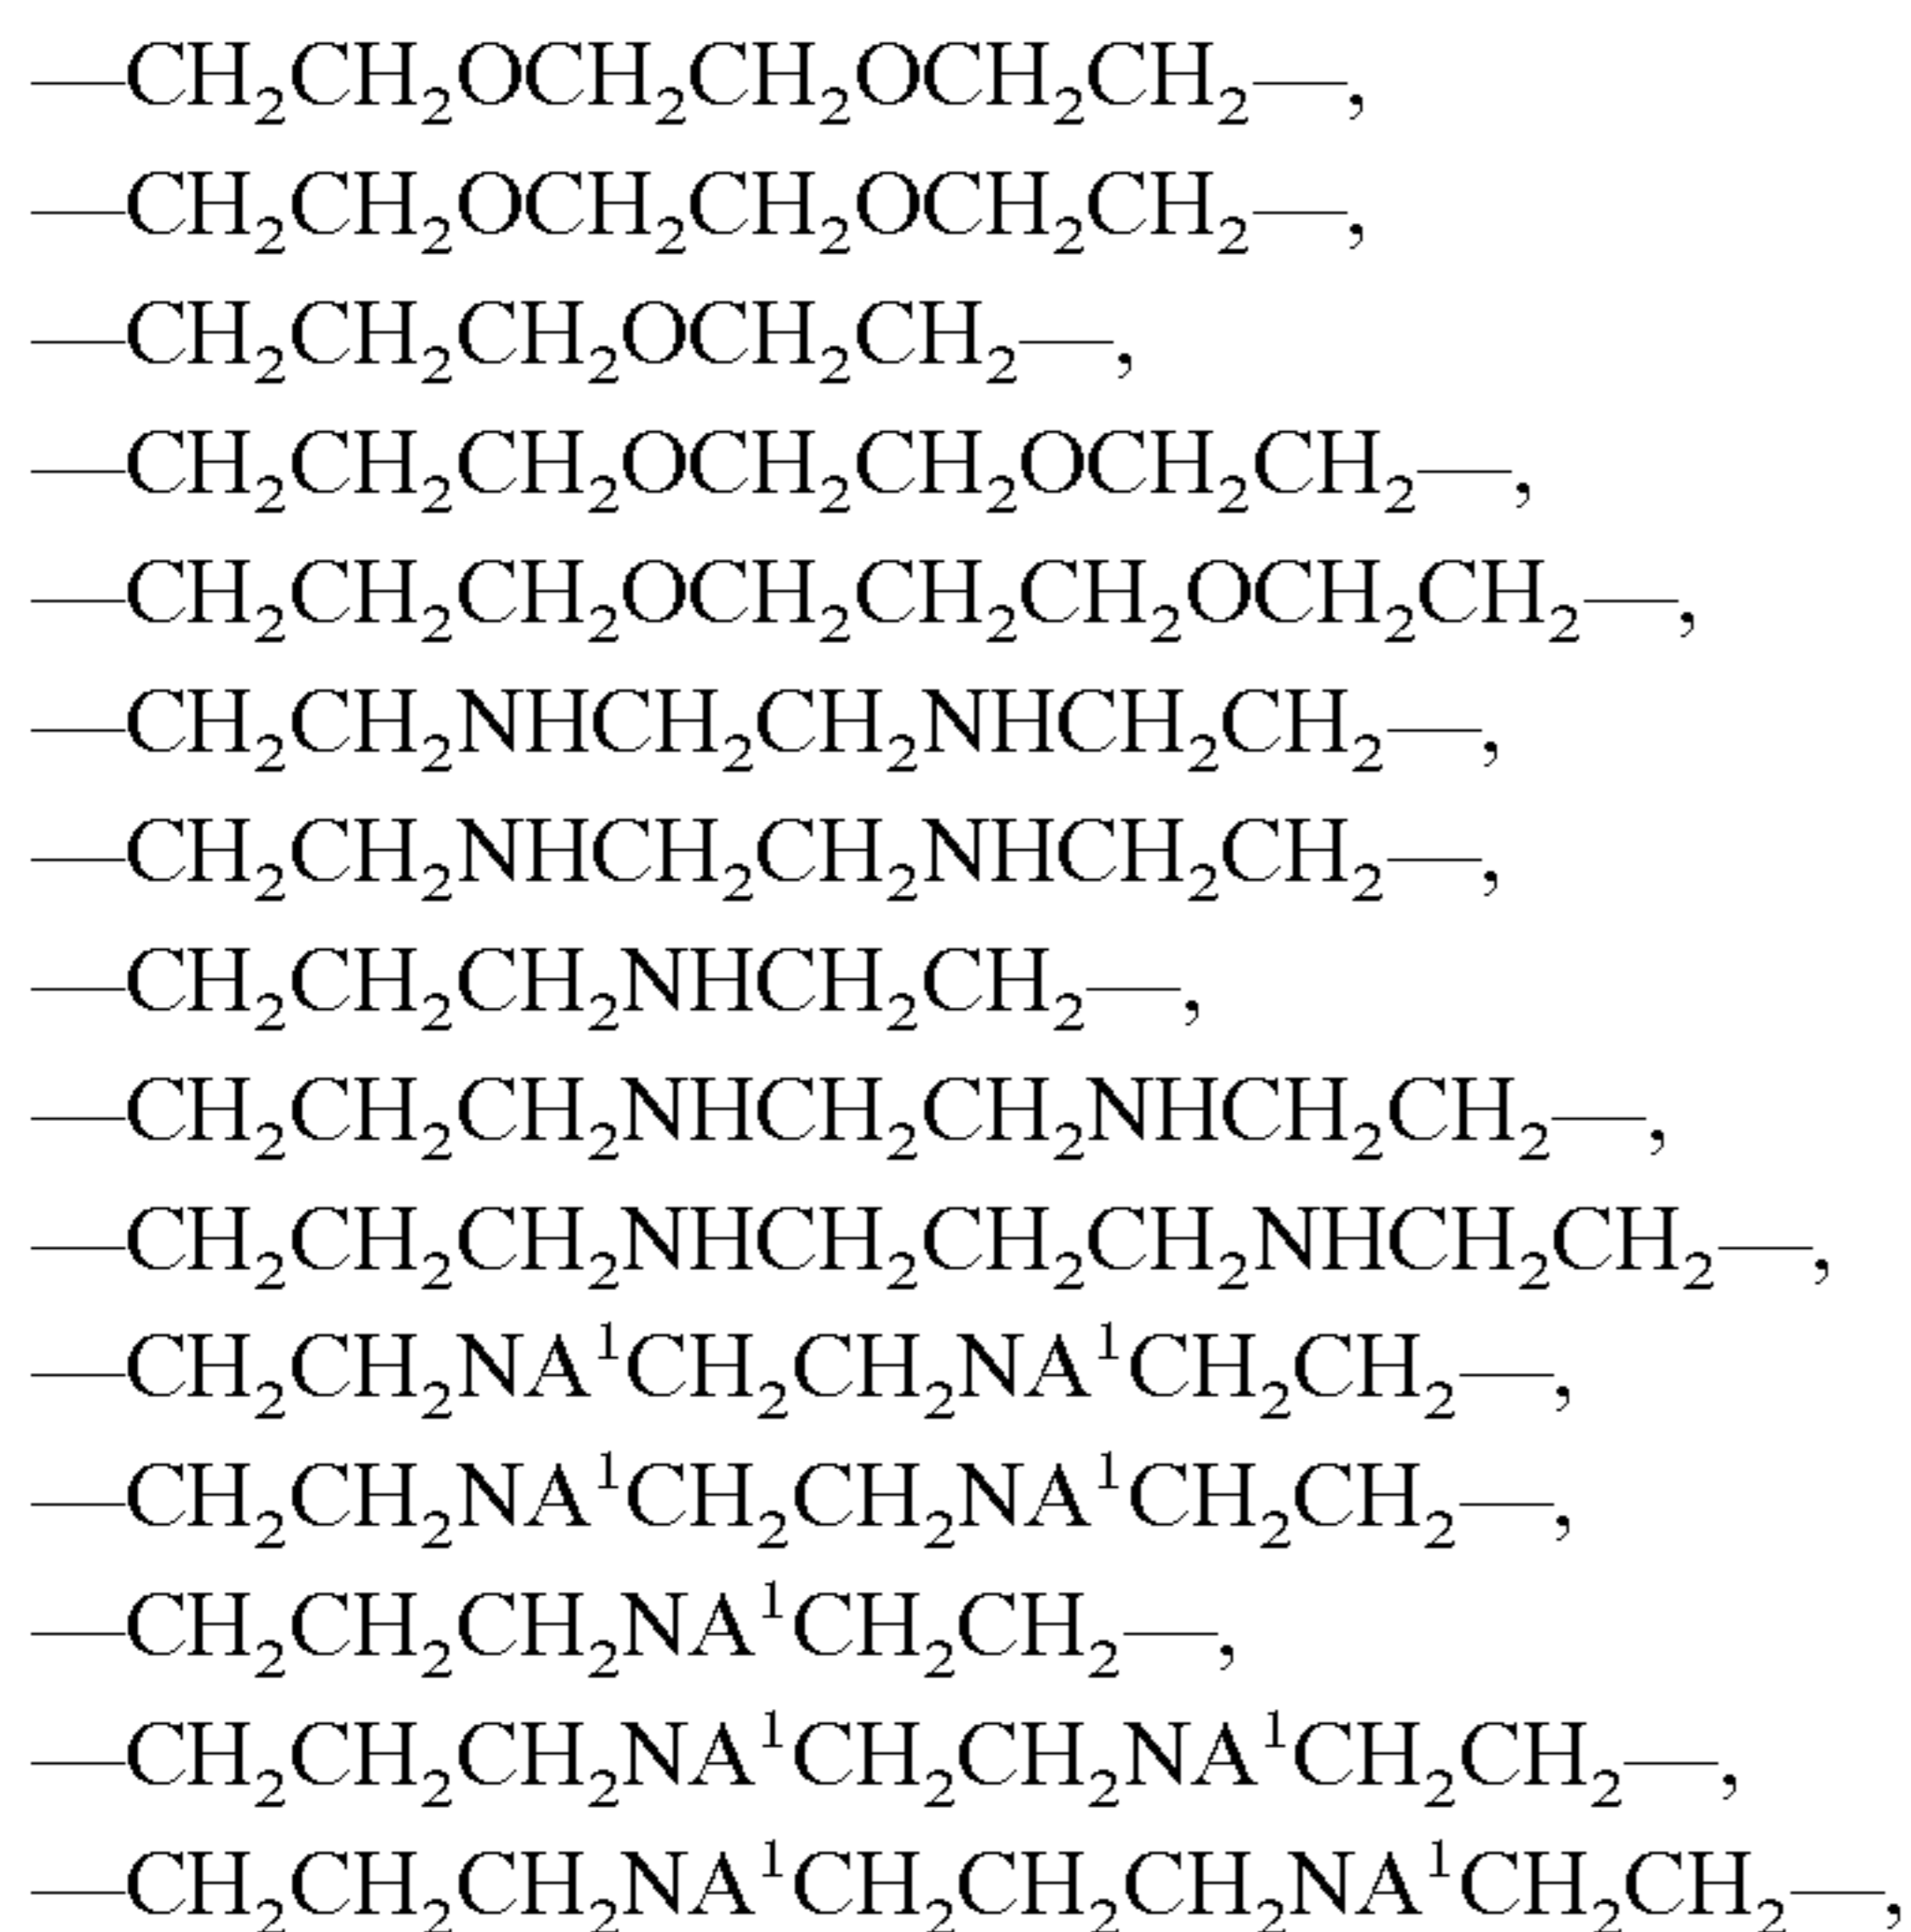 —CH₂CH₂OCH₂CH₂OCH₂CH₂—,
—CH₂CH₂OCH₂CH₂OCH₂CH₂—,
—CH₂CH₂CH₂OCH₂CH₂—,
—CH₂CH₂CH₂OCH₂CH₂OCH₂CH₂—,
—CH₂CH₂CH₂OCH₂CH₂CH₂OCH₂CH₂—,
—CH₂CH₂NHCH₂CH₂NHCH₂CH₂—,
—CH₂CH₂NHCH₂CH₂NHCH₂CH₂—,
—CH₂CH₂CH₂NHCH₂CH₂—,
—CH₂CH₂CH₂NHCH₂CH₂NHCH₂CH₂—,
—CH₂CH₂CH₂NHCH₂CH₂CH₂NHCH₂CH₂—,
—CH₂CH₂NA¹CH₂CH₂NA¹CH₂CH₂—,
—CH₂CH₂NA¹CH₂CH₂NA¹CH₂CH₂—,
—CH₂CH₂CH₂NA¹CH₂CH₂—,
—CH₂CH₂CH₂NA¹CH₂CH₂NA¹CH₂CH₂—,
—CH₂CH₂CH₂NA¹CH₂CH₂CH₂NA¹CH₂CH₂—,